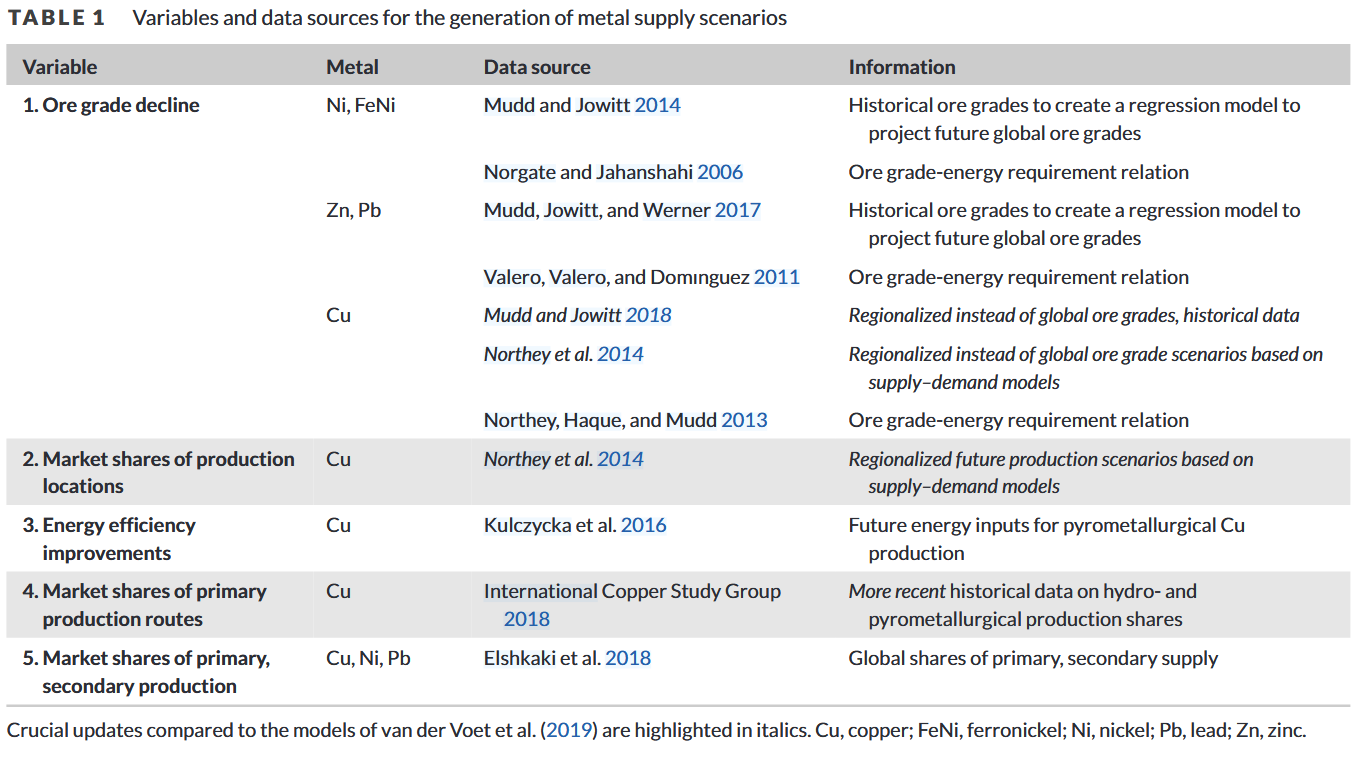 TABLE 1 Variables and data sources for the generation of metal supply scenarios
Variable Metal Data source Information
1. Ore grade decline Ni, FeNi Mudd and Jowitt 2014 Historical ore grades to create a regression model to
project future global ore grades
Norgate and Jahanshahi 2006 Ore grade-energy requirement relation
Zn, Pb Mudd, Jowitt, and Werner 2017 Historical ore grades to create a regression model to
project future global ore grades
Valero, Valero, and Domınguez 2011 Ore grade-energy requirement relation
Cu Mudd and Jowitt 2018 Regionalized instead of global ore grades, historical data
Northey et al. 2014 Regionalized instead of global ore grade scenarios based on
supply–demand models
Northey, Haque, and Mudd 2013 Ore grade-energy requirement relation
2. Market shares of production Cu Northey et al. 2014 Regionalized future production scenarios based on
locations supply–demand models
3. Energy efficiency Cu Kulczycka et al. 2016 Future energy inputs for pyrometallurgical Cu
improvements production
4. Market shares of primary Cu International Copper Study Group More recent historical data on hydro- and
production routes 2018 pyrometallurgical production shares
5. Market shares of primary, Cu, Ni, Pb Elshkaki et al. 2018 Global shares of primary, secondary supply
secondary production
Crucial updates compared to the models of van der Voet et al. (2019) are highlighted in italics. Cu, copper; FeNi, ferronickel; Ni, nickel; Pb, lead; Zn, zinc.